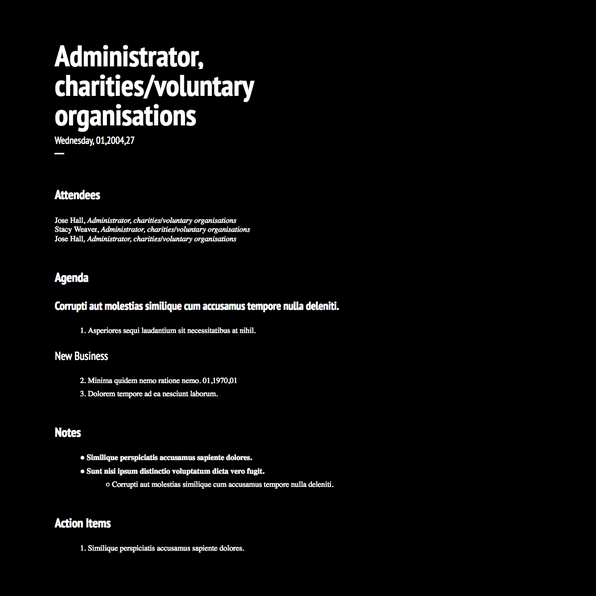 Administrator,
charities/voluntary
organisations
Wednesday, 01,2004,27
—
Attendees
Jose Hall, Administrator, charities/voluntary organisations
Stacy Weaver, Administrator, charities/voluntary organisations
Jose Hall, Administrator, charities/voluntary organisations
Agenda
Corrupti aut molestias similique cum accusamus tempore nulla deleniti.
1. Asperiores sequi laudantium sit necessitatibus at nihil.
New Business
2. Minima quidem nemo ratione nemo. 01,1970,01
3. Dolorem tempore ad ea nesciunt laborum.
Notes
● Similique perspiciatis accusamus sapiente dolores.
● Sunt nisi ipsum distinctio voluptatum dicta vero fugit.
○ Corrupti aut molestias similique cum accusamus tempore nulla deleniti.
Action Items
1. Similique perspiciatis accusamus sapiente dolores.